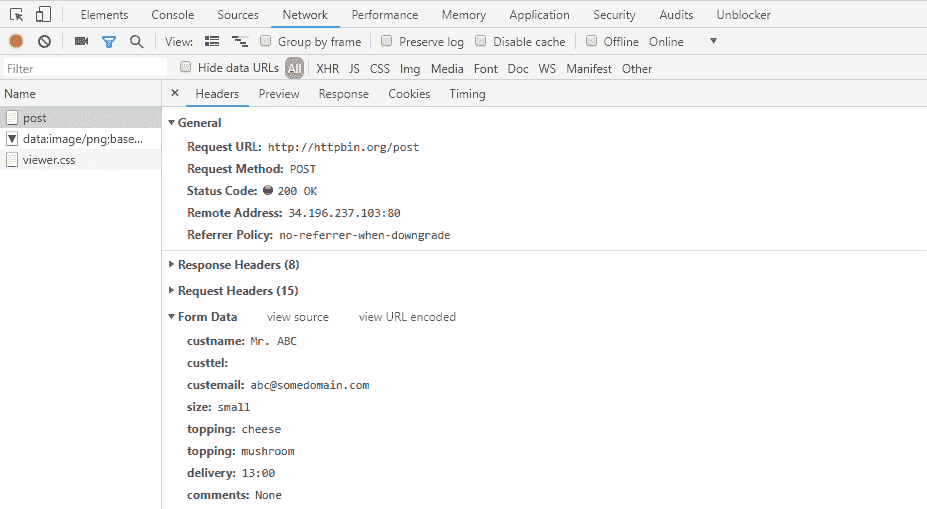 Elements Console Sources Network Performance Memory Application Security Audits Unblocker
View: Group by frame Preserve log Disable cache Offline Online
Filter Hide data URLs All XHR JS CSS Img Media Font Doc WS Manifest Other
Name × Headers Preview Response Cookies Timing
post
data:image/png;base...
viewer.css
General
Request URL: http://httpbin.org/post
Request Method: POST
Status Code: 200 OK
Remote Address: 34.196.237.103:80
Referrer Policy: no-referrer-when-downgrade
Response Headers (8)
Request Headers (15)
Form Data view source view URL encoded
custname: Mr. ABC
custtel:
custemail: abc@somedomain.com
size: small
topping: cheese
topping: mushroom
delivery: 13:00
comments: None